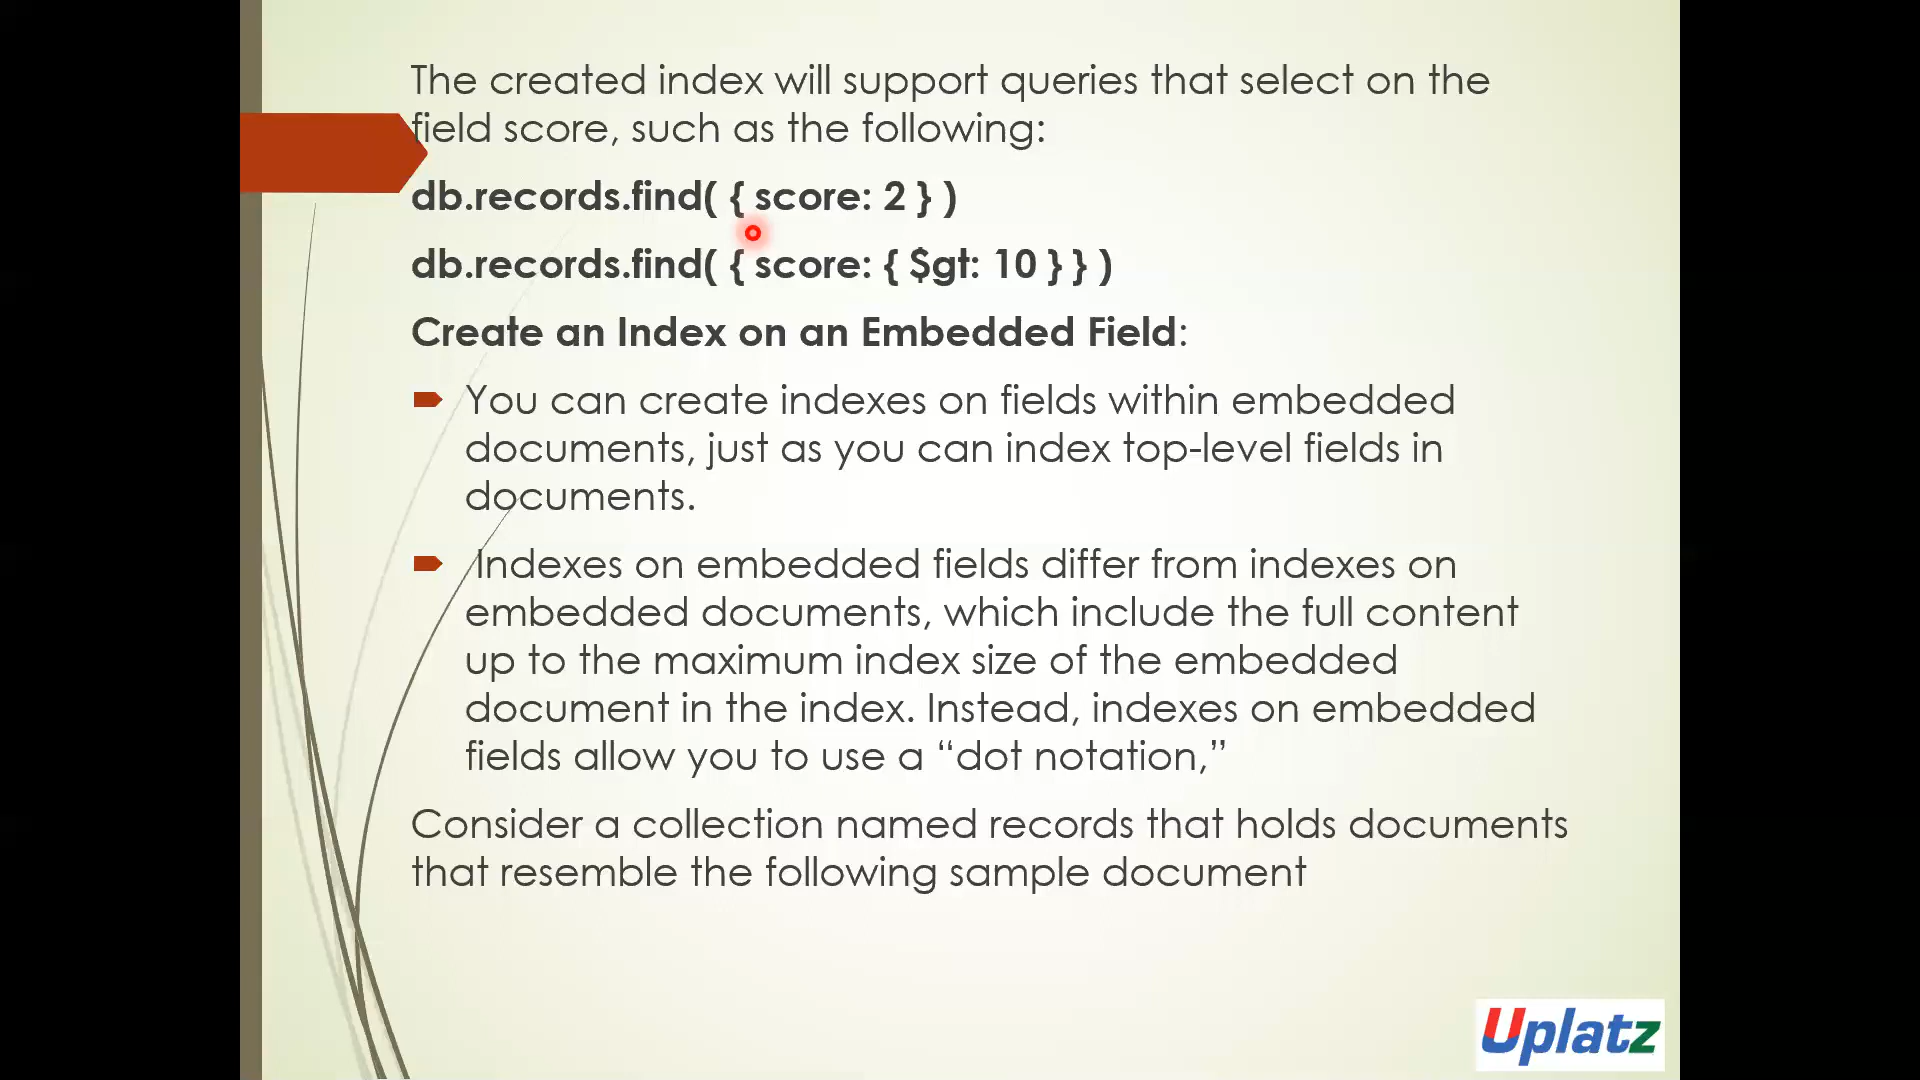 The created index will support queries that select on the
field score, such as the following:
db.records.find( { score: 2 } )
db.records.find( { score: { $gt: 10 } } )
Create an Index on an Embedded Field:
You can create indexes on fields within embedded
documents, just as you can index top-level fields in
documents.
Indexes on embedded fields differ from indexes on
embedded documents, which include the full content
up to the maximum index size of the embedded
document in the index. Instead, indexes on embedded
fields allow you to use a “dot notation,”
Consider a collection named records that holds documents
that resemble the following sample document
Uplatz